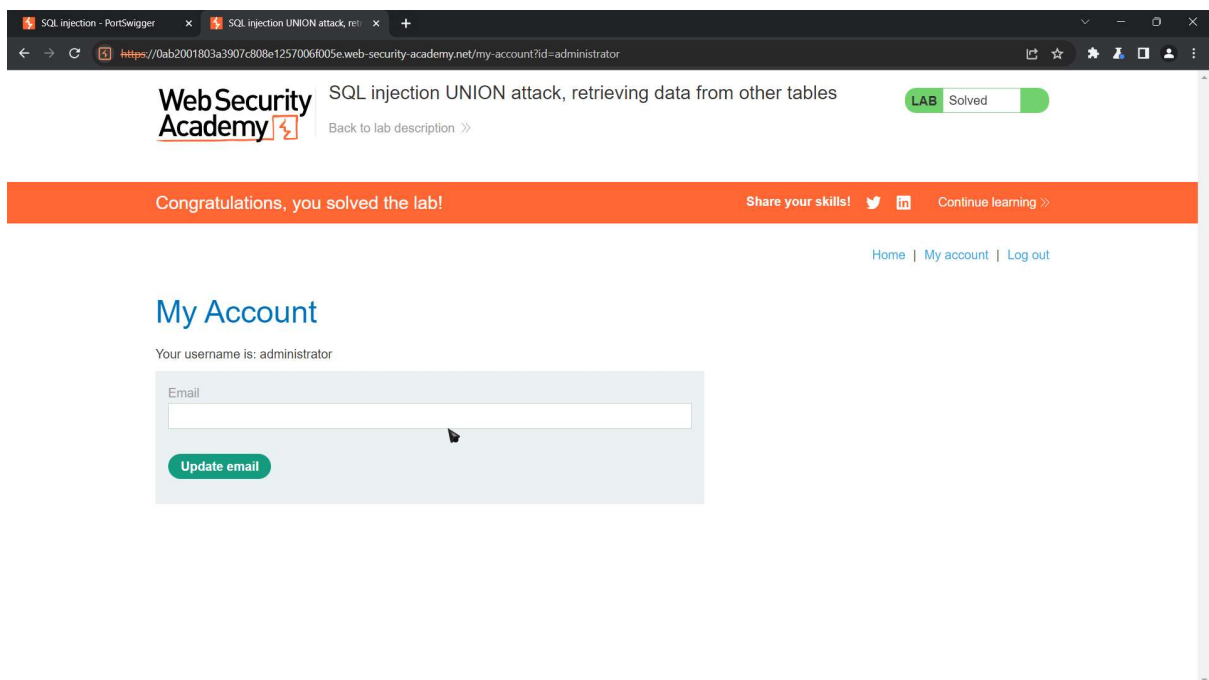 SQL injection - PortSwigger
SQL injection UNION attack, retr
https://0ab2001803a3907c808e1257006f005e.web-security-academy.net/my-account?id=administrator
Web Security
Academy
SQL injection UNION attack, retrieving data from other tables
Back to lab description
LAB Solved
Congratulations, you solved the lab!
Share your skills!
Continue learning
Home | My account | Log out
My Account
Your username is: administrator
Email
Update email